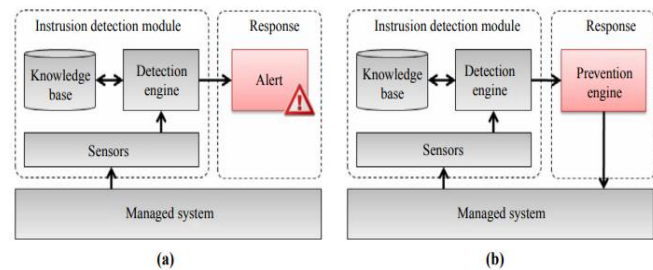 Instrusion detection module
Response
Knowledge
base
Detection
engine
Alert
Sensors
Managed system
(a)
Instrusion detection module
Response
Knowledge
base
Detection
engine
Prevention
engine
Sensors
Managed system
(b)